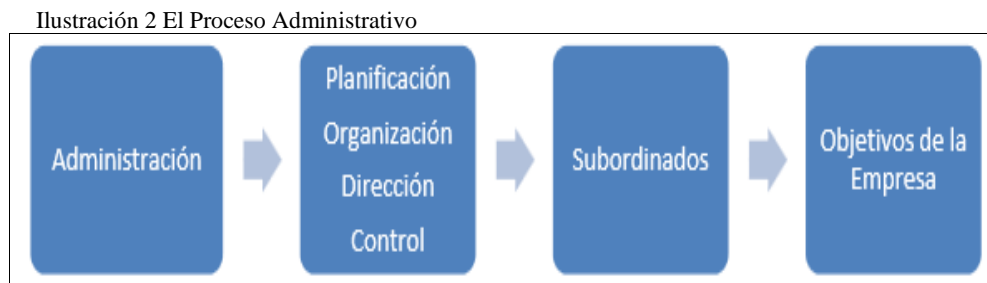 Ilustración 2 El Proceso Administrativo
Administración
Planificación
Organización
Dirección
Control
Subordinados
Objetivos de la
Empresa